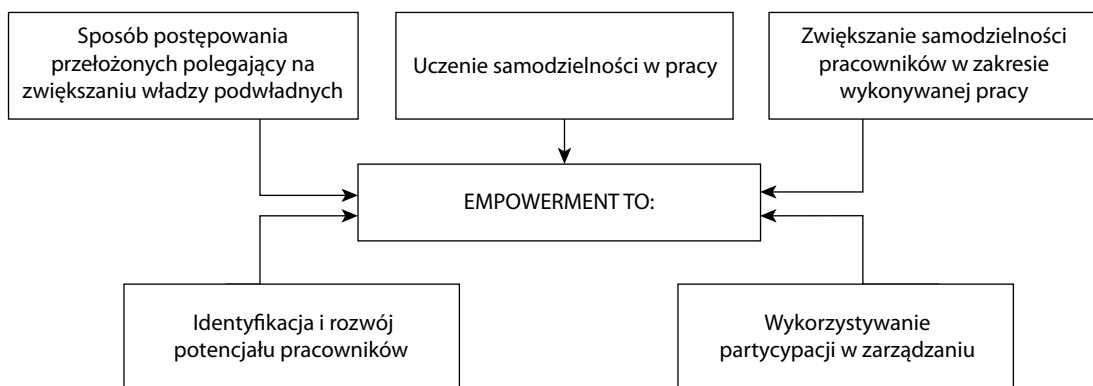 Sposób postępowania
przełożonych polegający na
zwiększaniu władzy podwładnych
Uczenie samodzielności w pracy
Zwiększanie samodzielności
pracowników w zakresie
wykonywanej pracy
EMPOWERMENT TO:
Identyfikacja i rozwój
potencjału pracowników
Wykorzystywanie
partycypacji w zarządzaniu